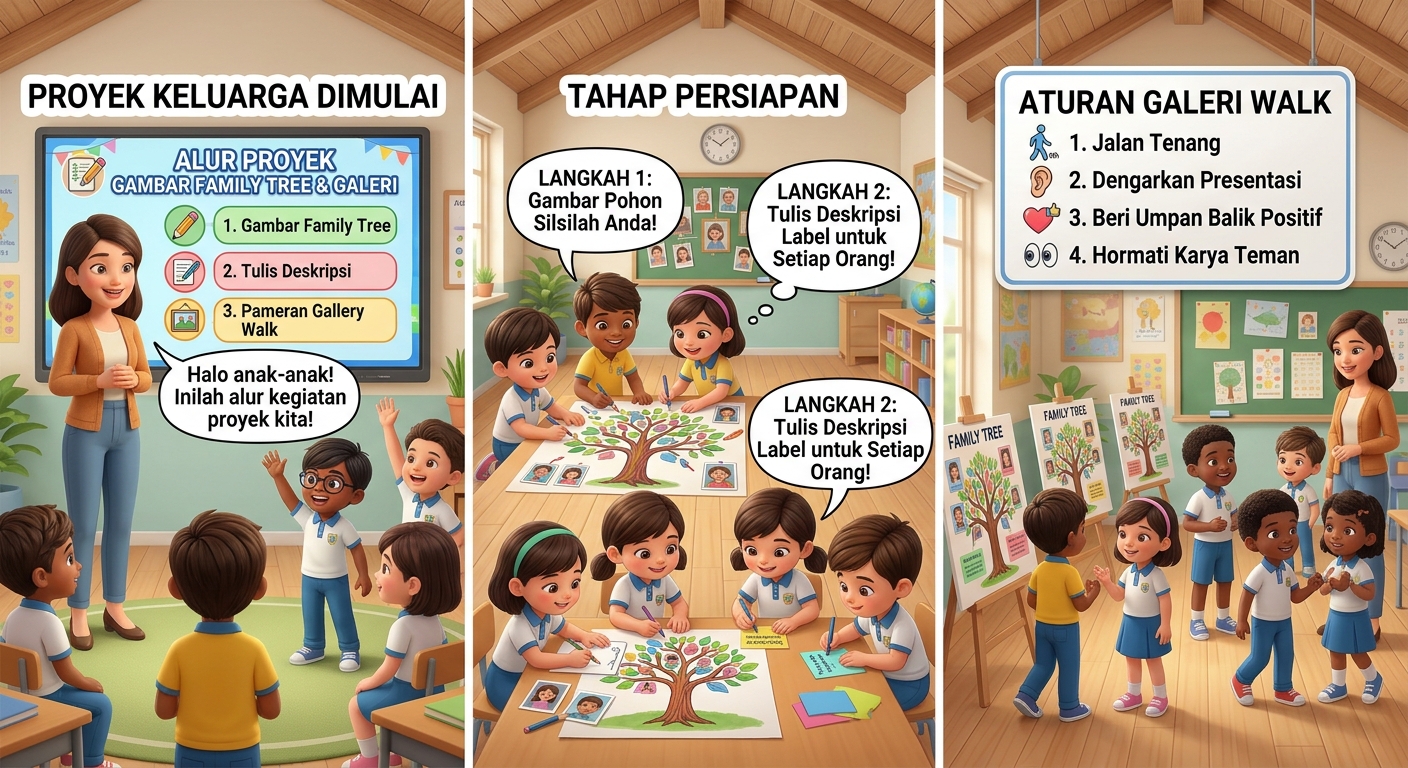 PROYEK KELUARGA DIMULAI
ALUR PROYEK
GAMBAR FAMILY TREE & GALERI
1. Gambar Family Tree
2. Tulis Deskripsi
3. Pameran Gallery
Walk
Halo anak-anak!
Inilah alur kegiatan
proyek kita!
TAHAP PERSIAPAN
LANGKAH 1:
Gambar Pohon
Silsilah Anda!
LANGKAH 2:
Tulis Deskripsi
Label untuk
Setiap Orang!
LANGKAH 2:
Tulis Deskripsi
Label untuk Setiap
Orang!
ATURAN GALERI WALK
1. Jalan Tenang
2. Dengarkan Presentasi
3. Beri Umpan Balik Positif
4. Hormati Karya Teman
FAMILY TREE
FAMILY TREE
FAMILY TREE